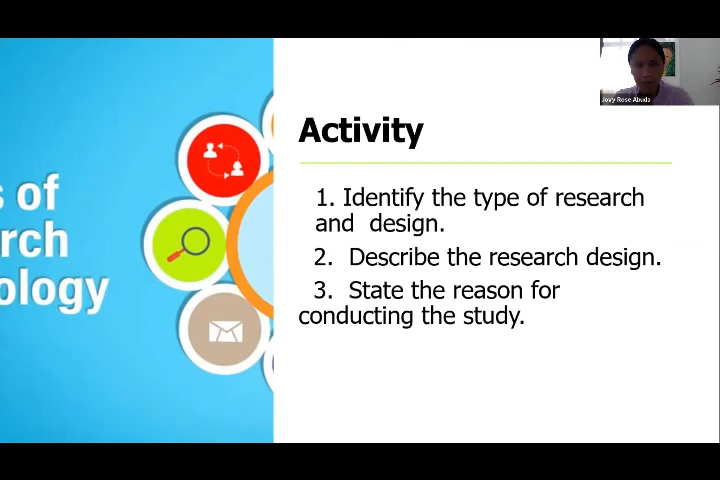 Jovy Rose Abuda
Activity
s of
rch
ology
1. Identify the type of research
and design.
2. Describe the research design.
3. State the reason for
conducting the study.